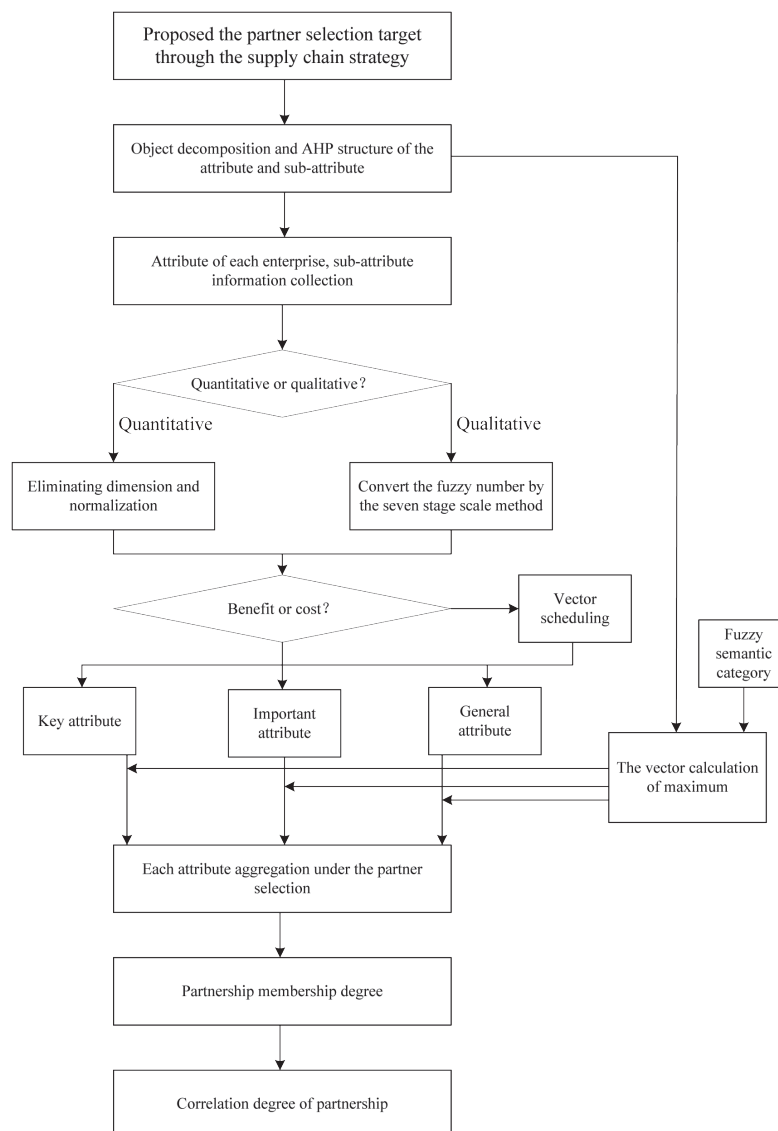 Proposed the partner selection target
through the supply chain strategy
Object decomposition and AHP structure of the
attribute and sub-attribute
Attribute of each enterprise, sub-attribute
information collection
Quantitative or qualitative?
Quantitative
Qualitative
Eliminating dimension and
normalization
Convert the fuzzy number by
the seven stage scale method
Benefit or cost?
Vector
scheduling
Fuzzy
semantic
category
Key attribute
Important
attribute
General
attribute
The vector calculation
of maximum
Each attribute aggregation under the partner
selection
Partnership membership degree
Correlation degree of partnership